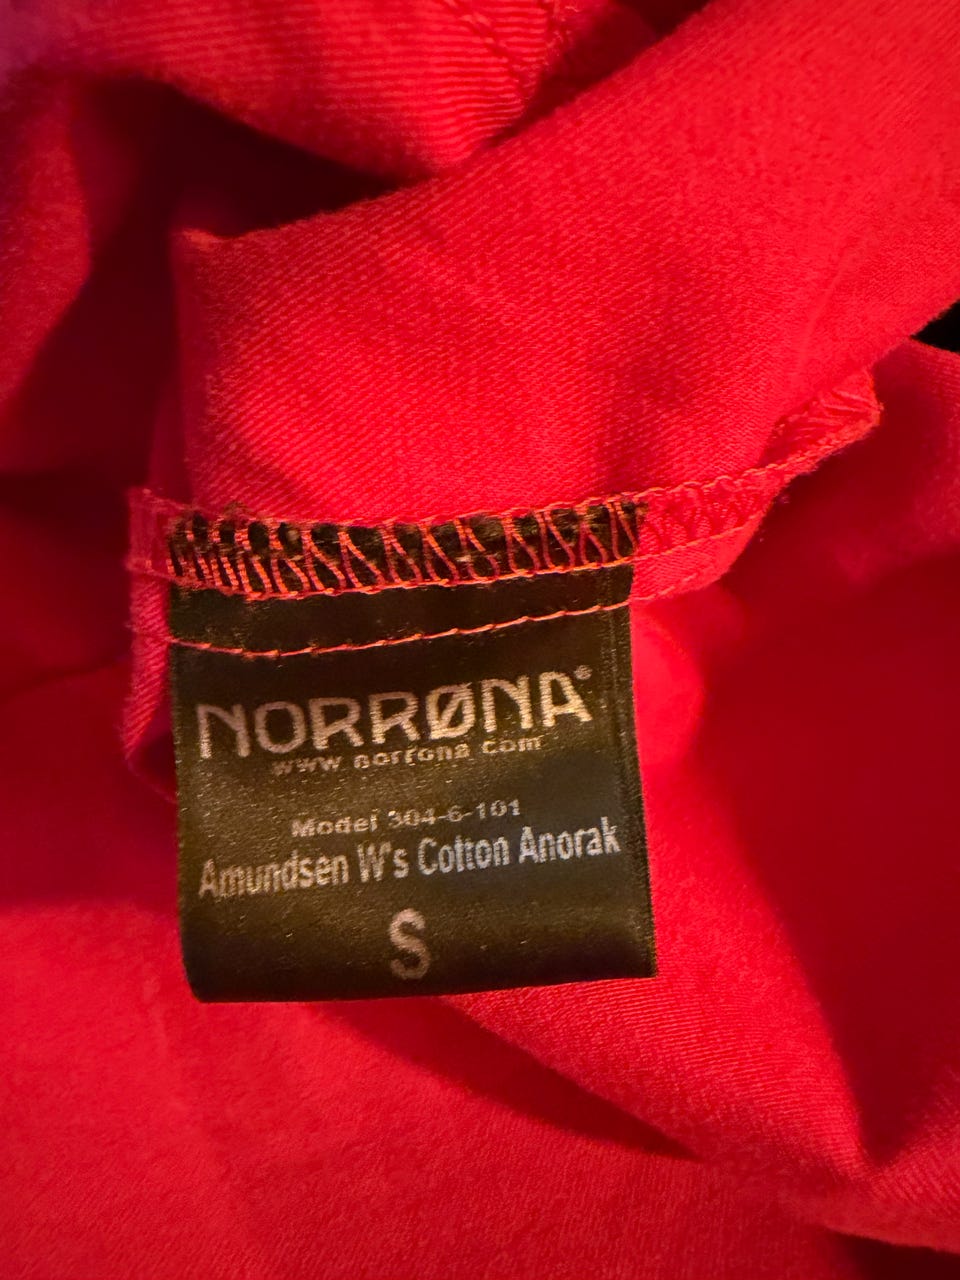 NORRØNA®
www.norrona.com
Model 304-6-101
Amundsen W's Cotton Anorak
S